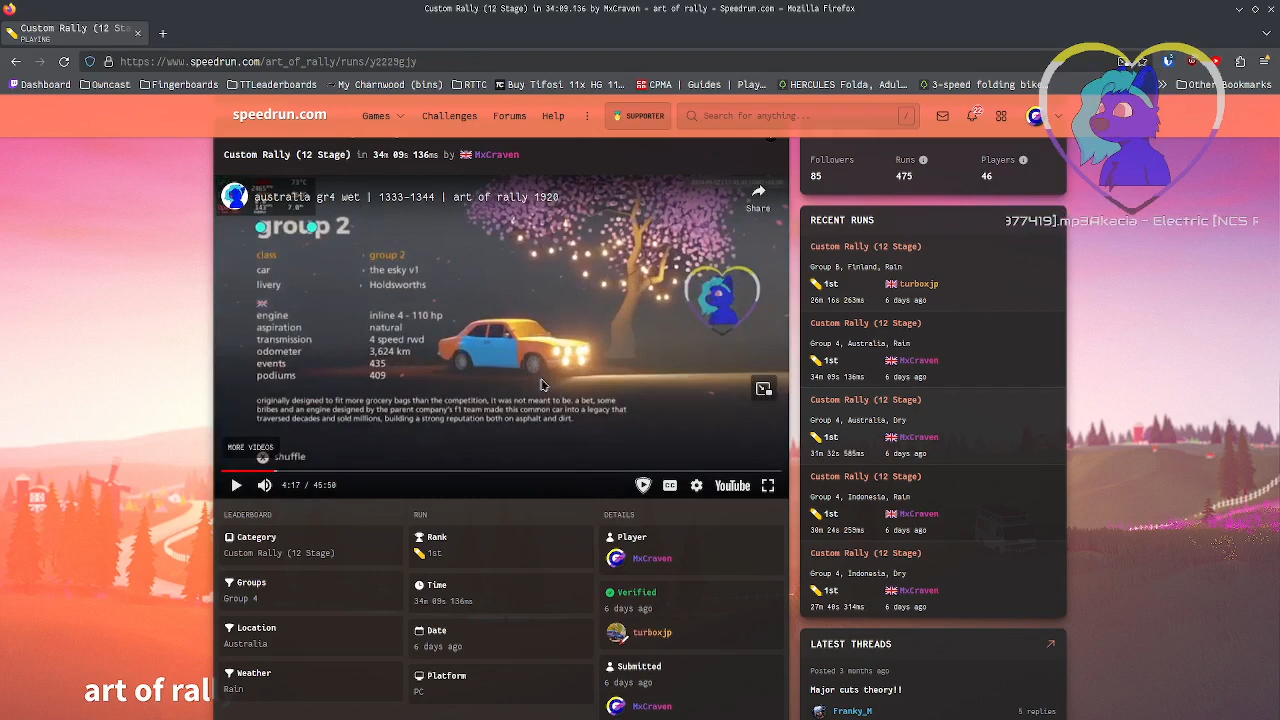 Custom Rally (12 Stage) in 34:09.136 by MxCraven - art of rally - Speedrun.com — Mozilla Firefox
Custom Rally (12 Sta
PLAYING
https://www.speedrun.com/art_of_rally/runs/y2229gjy
Dashboard
Owncast
Fingerboards
TTLeaderboards
My Charnwood (Boroug…
RTTC
Buy Tifosi 11x HG 11…
CPMA | Guides | Play…
HERCULES Folda, Adul…
3-speed folding bike
Other Bookmarks
speedrun.com
Games
Challenges
Forums
Help
SUPPORTER
Search for anything...
/
22
Custom Rally (12 Stage) in 34m 09s 136ms by MxCraven
australia gr4 wet | 1333-1344 | art of rally 1920
Share
73°C
group 2
class group 2
car the esky v1
livery Holdsworths
engine inline 4 - 110 hp
aspiration natural
transmission 4 speed rwd
odometer 3,624 km
events 435
podiums 409
originally designed to fit more grocery bags than the competition, it was not meant to be. a bet, some
bribes and an engine designed by the parent company's f1 team made this common car into a legacy that
traversed decades and sold millions, building a strong reputation both on asphalt and dirt.
MORE VIDEOS
shuffle
4:17 / 45:50
CC
YouTube
LEADERBOARD
Category
Custom Rally (12 Stage)
Groups
Group 4
Location
Australia
Weather
Rain
RUN
Rank
1st
Time
34m 09s 136ms
Date
6 days ago
Platform
PC
DETAILS
Player
MxCraven
Verified
6 days ago
turboxjp
Submitted
6 days ago
MxCraven
Followers
85
Runs
475
Players
46
377419].mp3Akacia - Electric [NCS R
RECENT RUNS
Custom Rally (12 Stage)
Group B, Finland, Rain
1st turboxjp
26m 16s 263ms 6 days ago
Custom Rally (12 Stage)
Group 4, Australia, Rain
1st MxCraven
34m 09s 136ms 6 days ago
Custom Rally (12 Stage)
Group 4, Australia, Dry
1st MxCraven
31m 32s 585ms 6 days ago
Custom Rally (12 Stage)
Group 4, Indonesia, Rain
1st MxCraven
30m 24s 259ms 6 days ago
Custom Rally (12 Stage)
Group 4, Indonesia, Dry
1st MxCraven
27m 48s 314ms 6 days ago
LATEST THREADS
Posted 3 months ago
Major cuts theory!!
Franky_M 5 replies
art of rall